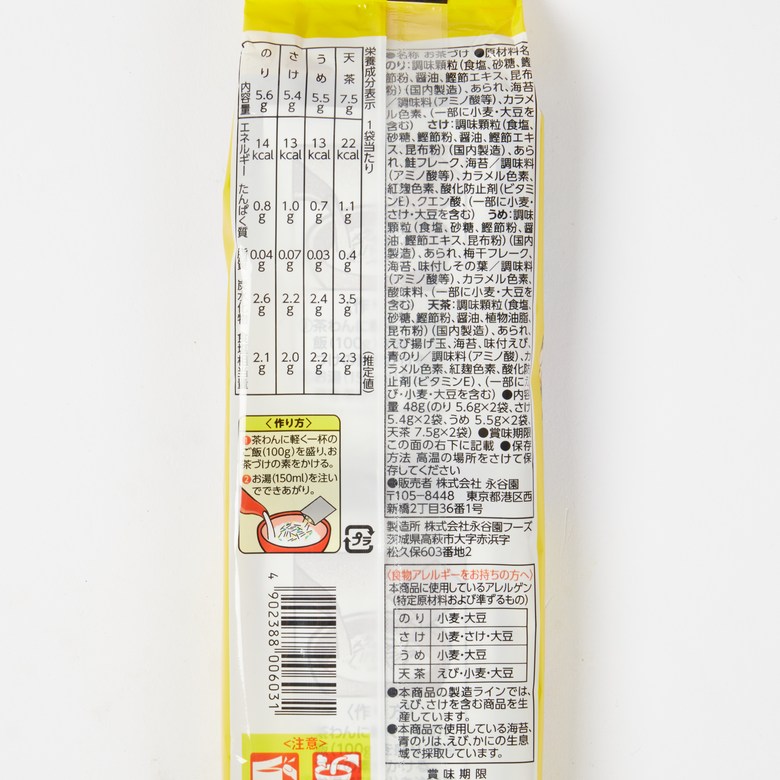 栄養成分表示 1袋当たり (推定値)
天茶 うめ さけ のり
内容量 7.5g 5.5g 5.4g 5.6g
エネルギー 22kcal 13kcal 13kcal 14kcal
たんぱく質 1.1g 0.7g 1.0g 0.8g
0.4g 0.03g 0.07g 0.04g
炭水化物 3.5g 2.4g 2.2g 2.6g
食塩相当量 2.3g 2.2g 2.0g 2.1g
〈作り方〉
❶茶わんに軽く一杯の
ご飯(100g)を盛り、お
茶づけの素をかける。
❷お湯(150ml)を注い
でできあがり。
プラ
4 902388 006031
<注意>
●名称 お茶づけ ●原材料名
のり:調味顆粒(食塩、砂糖、鰹
節粉、醤油、鰹節エキス、昆布
粉)(国内製造)、あられ、海苔
/調味料(アミノ酸等)、カラメ
ル色素、(一部に小麦・大豆を
含む) さけ:調味顆粒(食塩、
砂糖、鰹節粉、醤油、鰹節エキ
ス、昆布粉)(国内製造)、あら
れ、鮭フレーク、海苔/調味料
(アミノ酸等)、カラメル色素、
紅麹色素、酸化防止剤(ビタミ
ンE)、クエン酸、(一部に小麦・
さけ・大豆を含む) うめ:調味
顆粒(食塩、砂糖、鰹節粉、醤
油、鰹節エキス、昆布粉)(国内
製造)、あられ、梅干フレーク、
海苔、味付しその葉/調味料
(アミノ酸等)、カラメル色素、
酸味料、(一部に小麦・大豆を
含む) 天茶:調味顆粒(食塩、
砂糖、鰹節粉、醤油、植物油脂、
昆布粉)(国内製造)、あられ、
えび揚げ玉、海苔、味付えび、
青のり/調味料(アミノ酸)、カ
ラメル色素、紅麹色素、酸化防
止剤(ビタミンE)、(一部にえ
び・小麦・大豆を含む) ●内容
量 48g(のり 5.6g×2袋、さけ
5.4g×2袋、うめ 5.5g×2袋、
天茶 7.5g×2袋) ●賞味期限
この面の右下に記載 ●保存
方法 高温の場所をさけて保
存してください
●販売者 株式会社 永谷園
〒105-8448 東京都港区西
新橋2丁目36番1号
製造所 株式会社永谷園フーズ
茨城県高萩市大字赤浜字
松久保603番地2
〈食物アレルギーをお持ちの方へ〉
本商品に使用しているアレルゲン
(特定原材料および準ずるもの)
のり 小麦・大豆
さけ 小麦・さけ・大豆
うめ 小麦・大豆
天茶 えび・小麦・大豆
●本商品の製造ラインでは、
えび、さけを含む商品を生
産しています。
●本商品で使用している海苔、
青のりは、えび、かにの生息
域で採取しています。
賞味期限